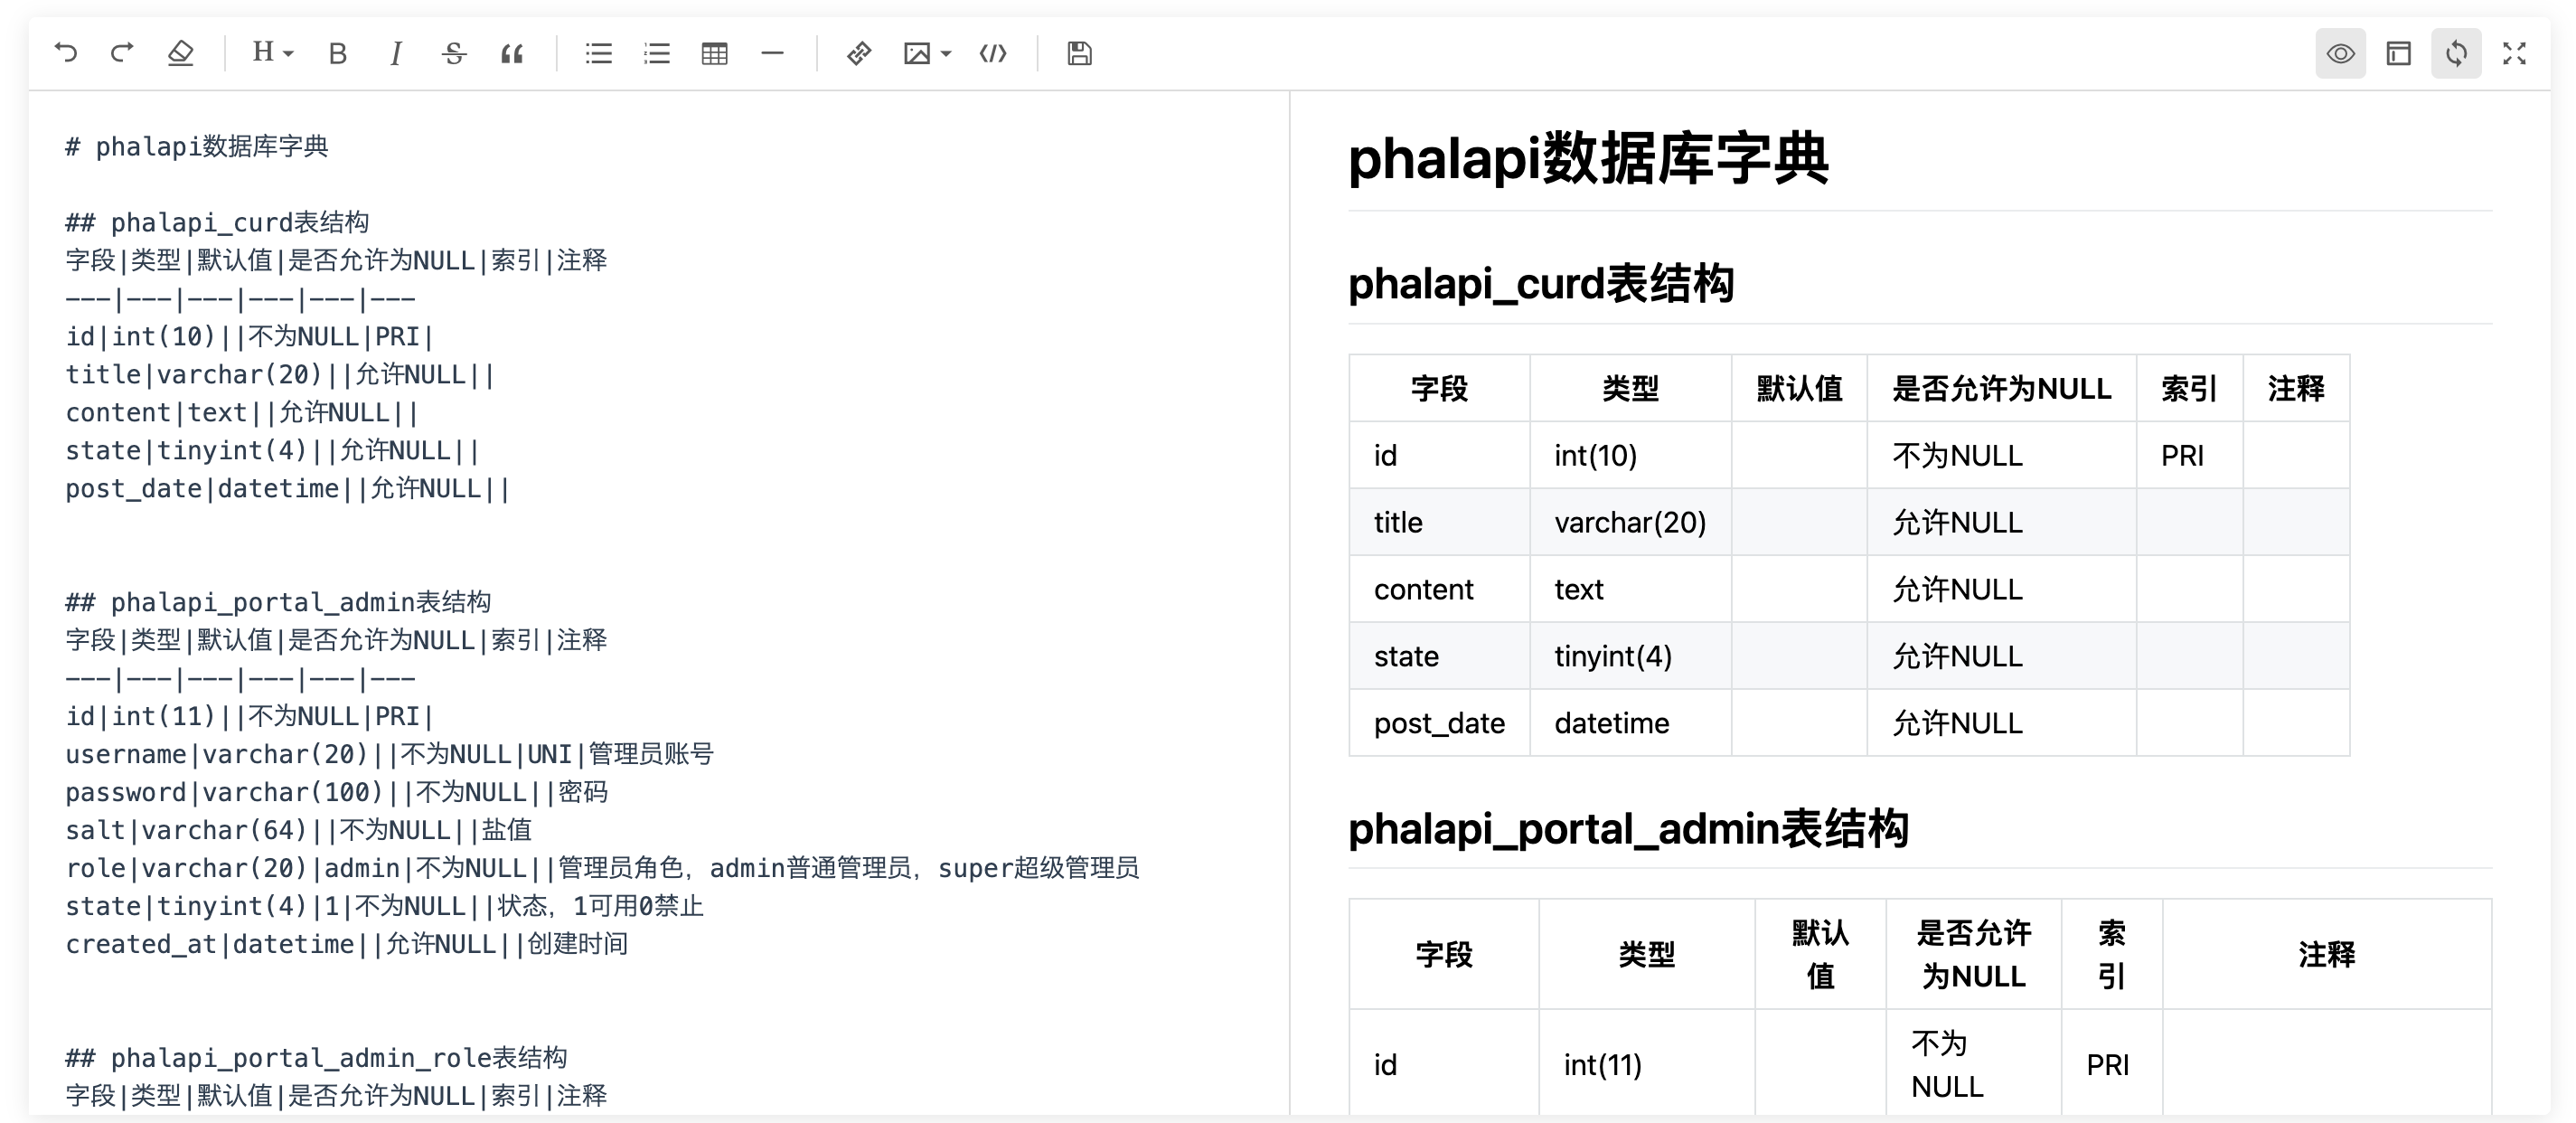 H B I S “
# phalapi数据库字典
## phalapi_curd表结构
字段|类型|默认值|是否允许为NULL|索引|注释
---|---|---|---|---|---
id|int(10)||不为NULL|PRI|
title|varchar(20)||允许NULL||
content|text||允许NULL||
state|tinyint(4)||允许NULL||
post_date|datetime||允许NULL||
## phalapi_portal_admin表结构
字段|类型|默认值|是否允许为NULL|索引|注释
---|---|---|---|---|---
id|int(11)||不为NULL|PRI|
username|varchar(20)||不为NULL|UNI|管理员账号
password|varchar(100)||不为NULL||密码
salt|varchar(64)||不为NULL||盐值
role|varchar(20)|admin|不为NULL||管理员角色，admin普通管理员，super超级管理员
state|tinyint(4)|1|不为NULL||状态，1可用0禁止
created_at|datetime||允许NULL||创建时间
## phalapi_portal_admin_role表结构
字段|类型|默认值|是否允许为NULL|索引|注释
phalapi数据库字典
phalapi_curd表结构
字段 类型 默认值 是否允许为NULL 索引 注释
id int(10) 不为NULL PRI
title varchar(20) 允许NULL
content text 允许NULL
state tinyint(4) 允许NULL
post_date datetime 允许NULL
phalapi_portal_admin表结构
字段 类型 默认值 是否允许为NULL 索引 注释
id int(11) 不为NULL PRI